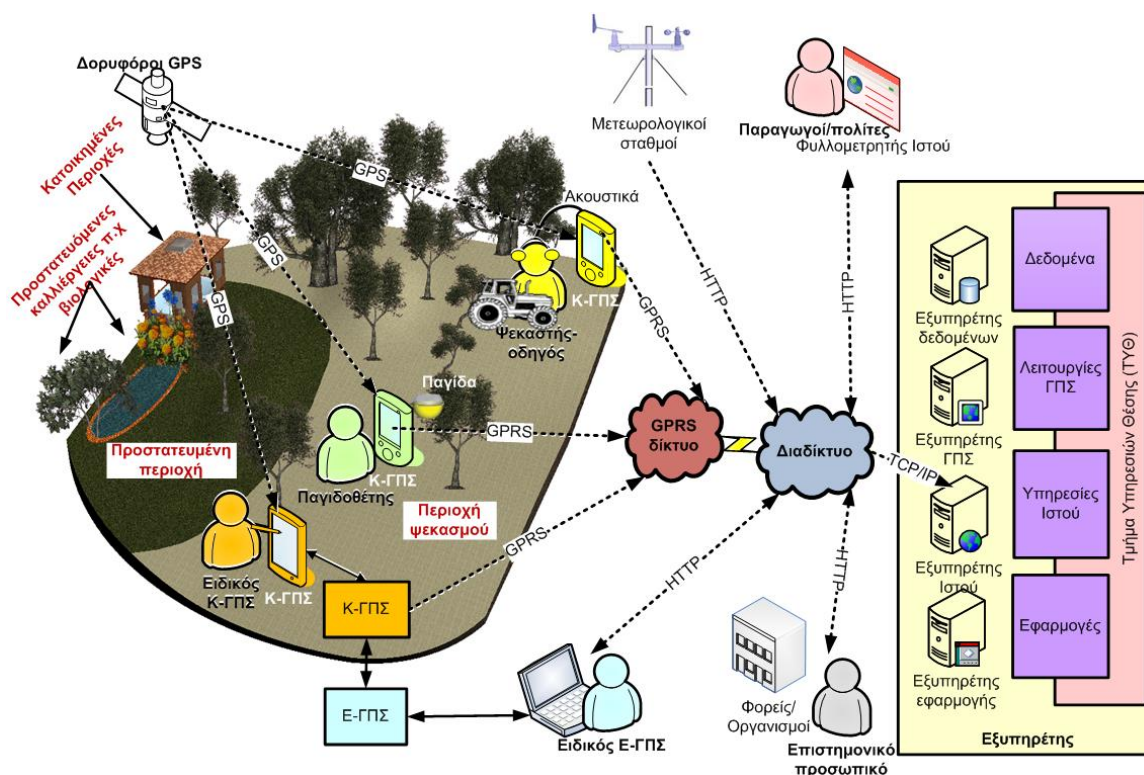 Δορυφόροι GPS
Κατοικημένες
Περιοχές
Προστατευόμενες
καλλιέργειες π.χ
βιολογικές
GPS
GPS
GPS
Ακουστικά
Κ-ΓΠΣ
Ψεκαστής-
οδηγός
Παγίδα
Κ-ΓΠΣ
Παγιδοθέτης
Προστατευμένη
περιοχή
Περιοχή
ψεκασμού
Ειδικός
Κ-ΓΠΣ
Κ-ΓΠΣ
Κ-ΓΠΣ
Ε-ΓΠΣ
GPRS
GPRS
GPRS
Μετεωρολογικοί
σταθμοί
HTTP
Παραγωγοί/πολίτες
Φυλλομετρητής Ιστού
HTTP
GPRS
δίκτυο
Διαδίκτυο
TCP/IP
HTTP
HTTP
Ειδικός Ε-ΓΠΣ
Φορείς/
Οργανισμοί
Επιστημονικό
προσωπικό
Εξυπηρέτης
δεδομένων
Εξυπηρέτης
ΓΠΣ
Εξυπηρέτης
Ιστού
Εξυπηρέτης
εφαρμογής
Δεδομένα
Λειτουργίες
ΓΠΣ
Υπηρεσίες
Ιστού
Εφαρμογές
Τμήμα Υπηρεσιών Θέσης (ΤΥΘ)
Εξυπηρέτης